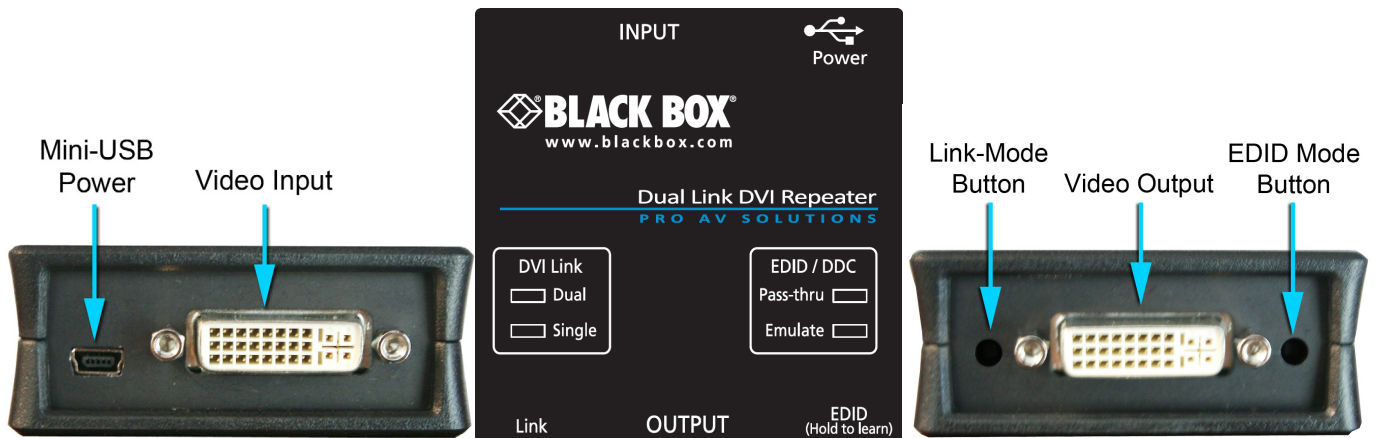 Mini-USB
Power
Video Input
INPUT
Power
BLACK BOX®
www.blackbox.com
Dual Link DVI Repeater
PRO AV SOLUTIONS
DVI Link
Dual
Single
EDID / DDC
Pass-thru
Emulate
Link
OUTPUT
EDID
(Hold to learn)
Link-Mode
Button
Video Output
EDID Mode
Button